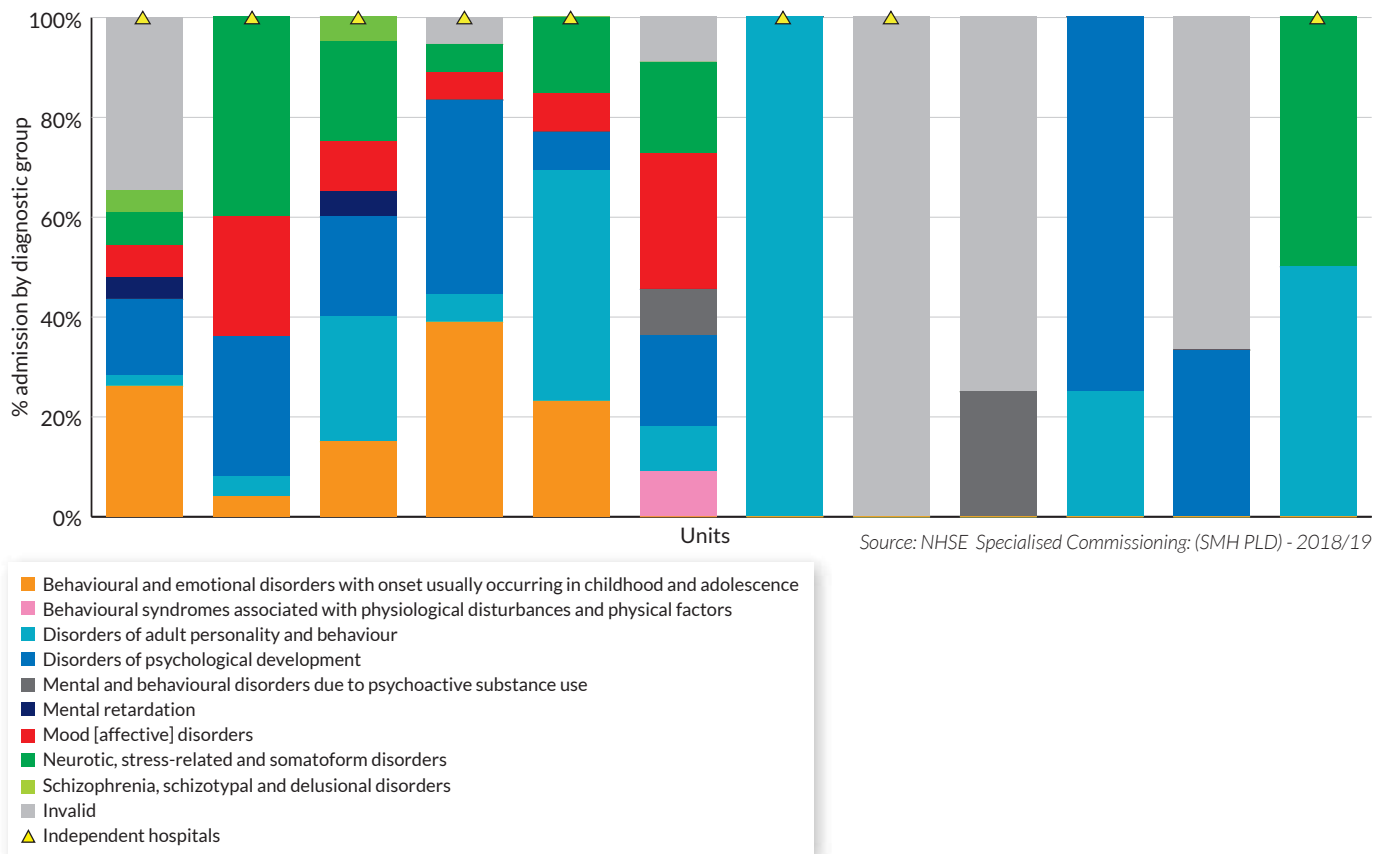 % admission by diagnostic group
100%
80%
60%
40%
20%
0%
Units
Source: NHSE Specialised Commissioning: (SMH PLD) - 2018/19
Behavioural and emotional disorders with onset usually occurring in childhood and adolescence
Behavioural syndromes associated with physiological disturbances and physical factors
Disorders of adult personality and behaviour
Disorders of psychological development
Mental and behavioural disorders due to psychoactive substance use
Mental retardation
Mood [affective] disorders
Neurotic, stress-related and somatoform disorders
Schizophrenia, schizotypal and delusional disorders
Invalid
Independent hospitals